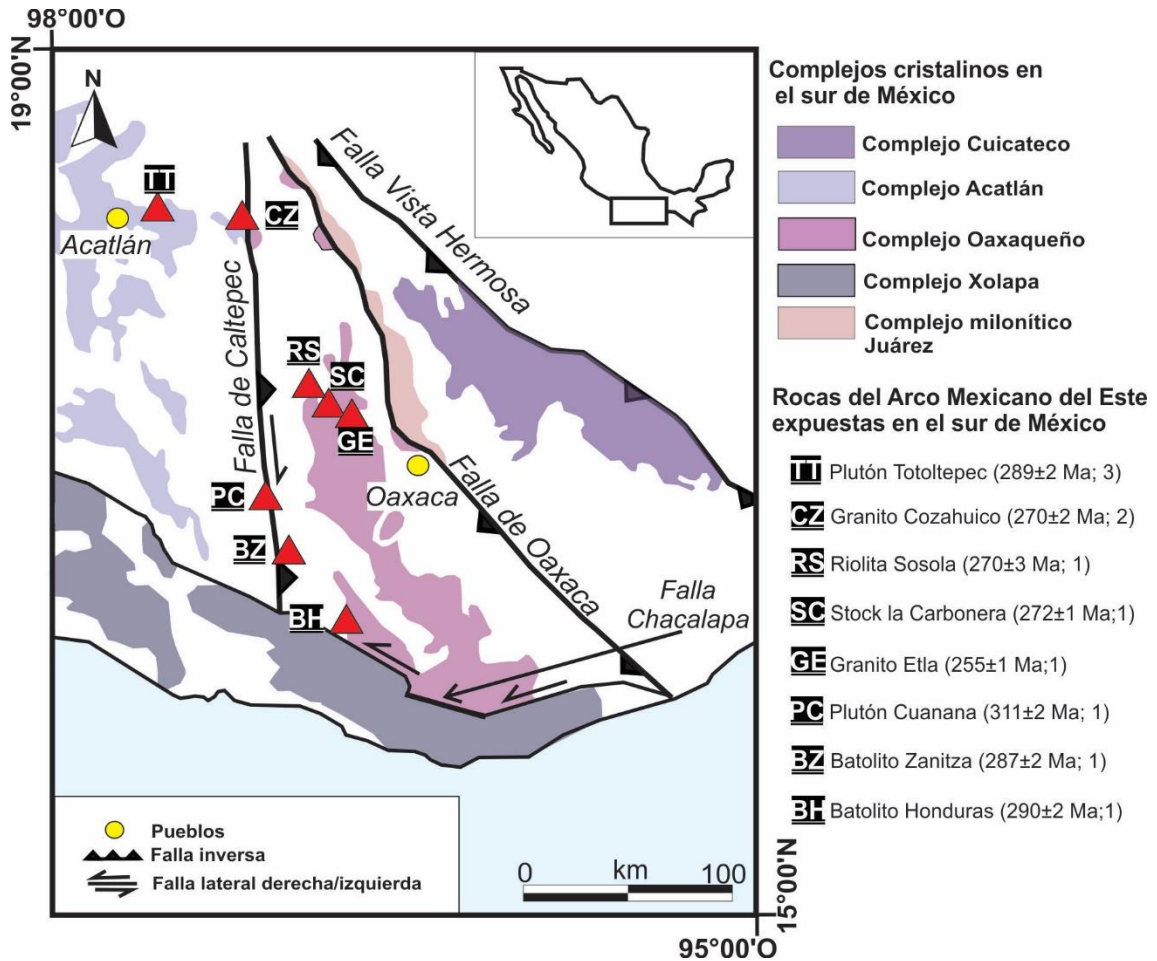 98°00'O
19°00'N
N
TT
Acatlán
CZ
Falla Vista Hermosa
Falla de Caltepec
RS
SC
GE
Oaxaca
Falla de Oaxaca
PC
BZ
BH
Falla
Chacalapa
Pueblos
Falla inversa
Falla lateral derecha/izquierda
0 km 100
15°00'N
95°00'O
Complejos cristalinos en
el sur de México
Complejo Cuicateco
Complejo Acatlán
Complejo Oaxaqueño
Complejo Xolapa
Complejo milonítico
Juárez
Rocas del Arco Mexicano del Este
expuestas en el sur de México
TT Plutón Totoltepec (289±2 Ma; 3)
CZ Granito Cozahuico (270±2 Ma; 2)
RS Riolita Sosola (270±3 Ma; 1)
SC Stock la Carbonera (272±1 Ma;1)
GE Granito Etla (255±1 Ma;1)
PC Plutón Cuanana (311±2 Ma; 1)
BZ Batolito Zanitza (287±2 Ma; 1)
BH Batolito Honduras (290±2 Ma;1)